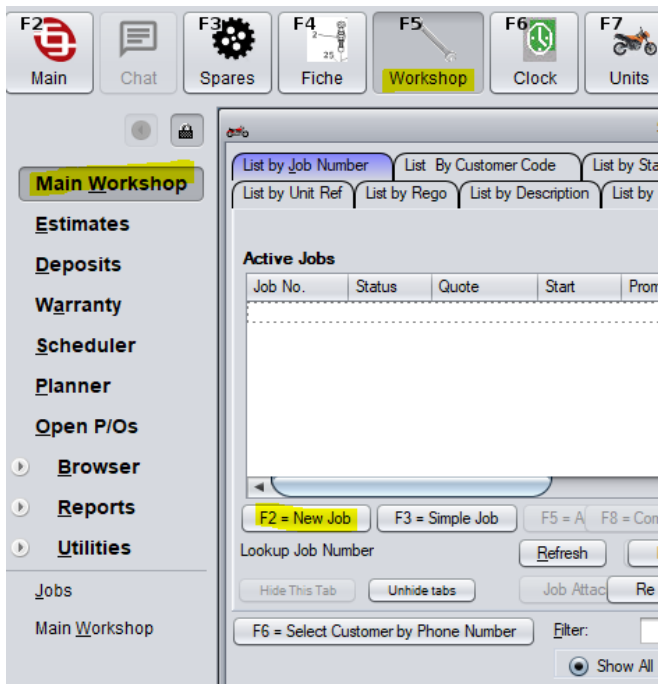 F2 F3 F4 F5 F6 F7
2
25
Main Chat Spares Fiche Workshop Clock Units
Main Workshop
Estimates
Deposits
Warranty
Scheduler
Planner
Open P/Os
Browser
Reports
Utilities
Jobs
Main Workshop
List by Job Number List By Customer Code List by Sta
List by Unit Ref List by Rego List by Description List by
Active Jobs
Job No. Status Quote Start Prom
F2 = New Job F3 = Simple Job F5 = A F8 = Com
Lookup Job Number Refresh
Hide This Tab Unhide tabs Job Attac Re
F6 = Select Customer by Phone Number Filter:
Show All